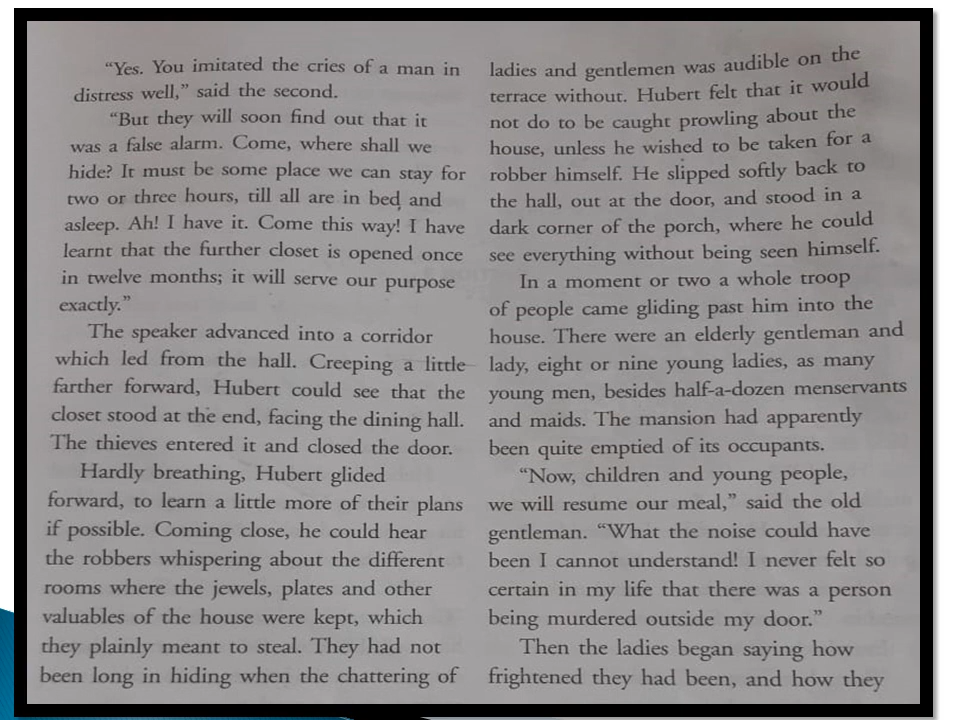 “Yes. You imitated the cries of a man in
distress well,” said the second.
“But they will soon find out that it
was a false alarm. Come, where shall we
hide? It must be some place we can stay for
two or three hours, till all are in bed and
asleep. Ah! I have it. Come this way! I have
learnt that the further closet is opened once
in twelve months; it will serve our purpose
exactly.”
The speaker advanced into a corridor
which led from the hall. Creeping a little
farther forward, Hubert could see that the
closet stood at the end, facing the dining hall.
The thieves entered it and closed the door.
Hardly breathing, Hubert glided
forward, to learn a little more of their plans
if possible. Coming close, he could hear
the robbers whispering about the different
rooms where the jewels, plates and other
valuables of the house were kept, which
they plainly meant to steal. They had not
been long in hiding when the chattering of
ladies and gentlemen was audible on the
terrace without. Hubert felt that it would
not do to be caught prowling about the
house, unless he wished to be taken for a
robber himself. He slipped softly back to
the hall, out at the door, and stood in a
dark corner of the porch, where he could
see everything without being seen himself.
In a moment or two a whole troop
of people came gliding past him into the
house. There were an elderly gentleman and
lady, eight or nine young ladies, as many
young men, besides half-a-dozen menservants
and maids. The mansion had apparently
been quite emptied of its occupants.
“Now, children and young people,
we will resume our meal,” said the old
gentleman. “What the noise could have
been I cannot understand! I never felt so
certain in my life that there was a person
being murdered outside my door.”
Then the ladies began saying how
frightened they had been, and how they